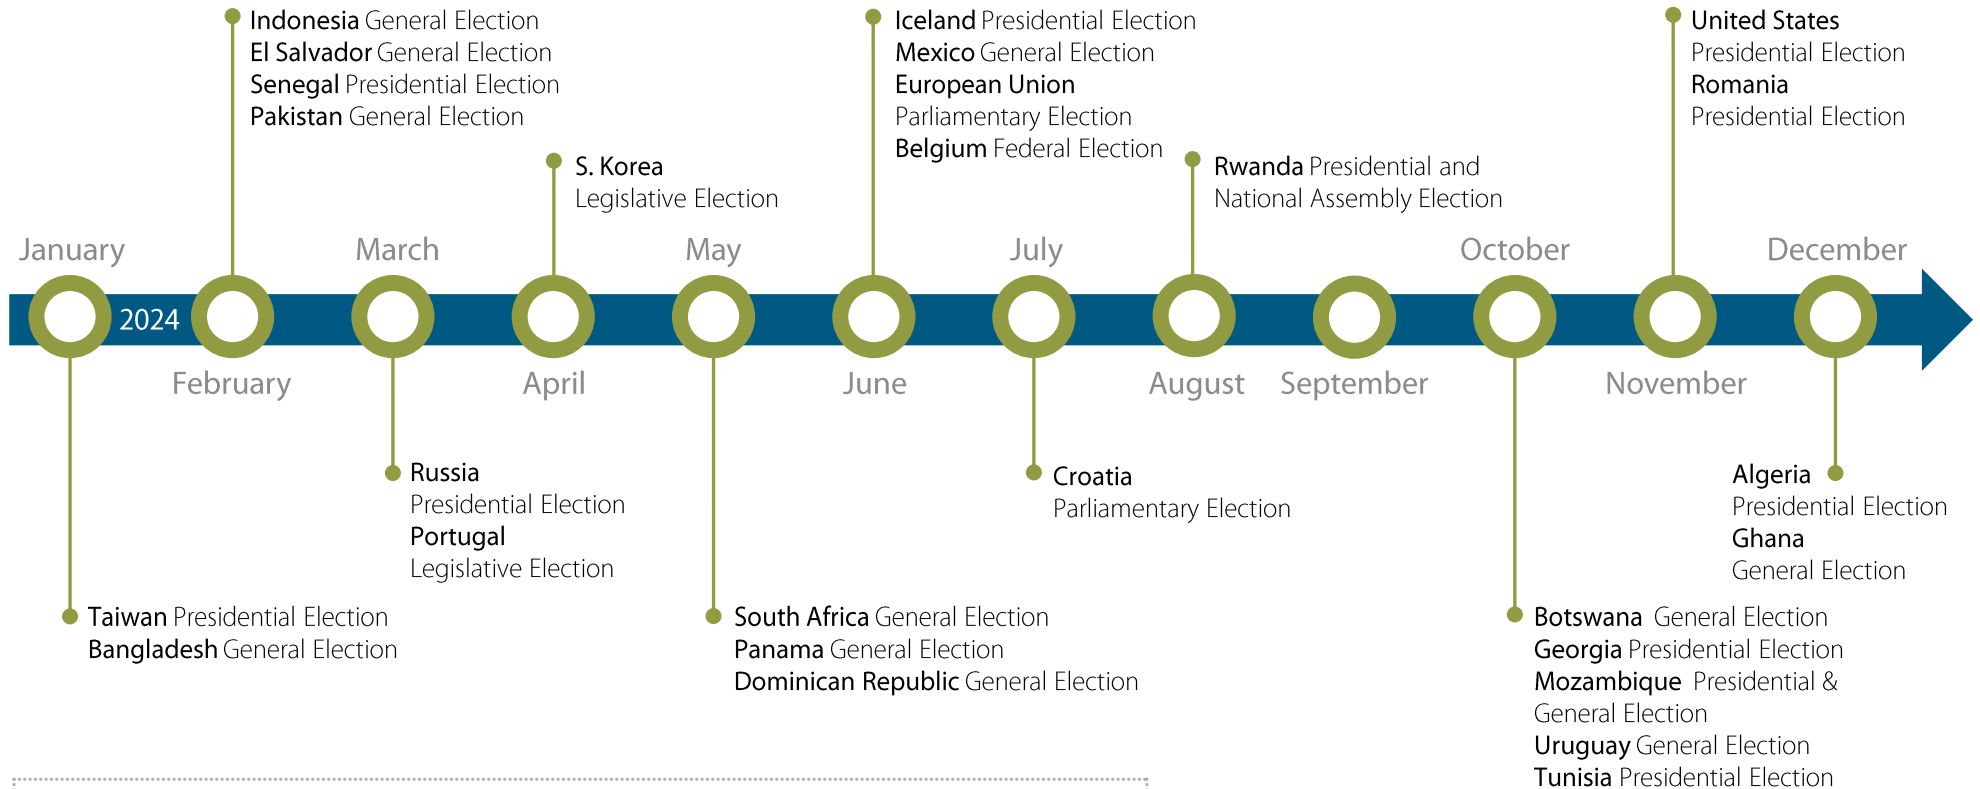 Indonesia General Election
El Salvador General Election
Senegal Presidential Election
Pakistan General Election
Iceland Presidential Election
Mexico General Election
European Union
Parliamentary Election
Belgium Federal Election
United States
Presidential Election
Romania
Presidential Election
S. Korea
Legislative Election
Rwanda Presidential and
National Assembly Election
January
March
May
July
October
December
2024
February
April
June
August
September
November
Russia
Presidential Election
Portugal
Legislative Election
Croatia
Parliamentary Election
Algeria
Presidential Election
Ghana
General Election
Taiwan Presidential Election
Bangladesh General Election
South Africa General Election
Panama General Election
Dominican Republic General Election
Botswana General Election
Georgia Presidential Election
Mozambique Presidential &
General Election
Uruguay General Election
Tunisia Presidential Election